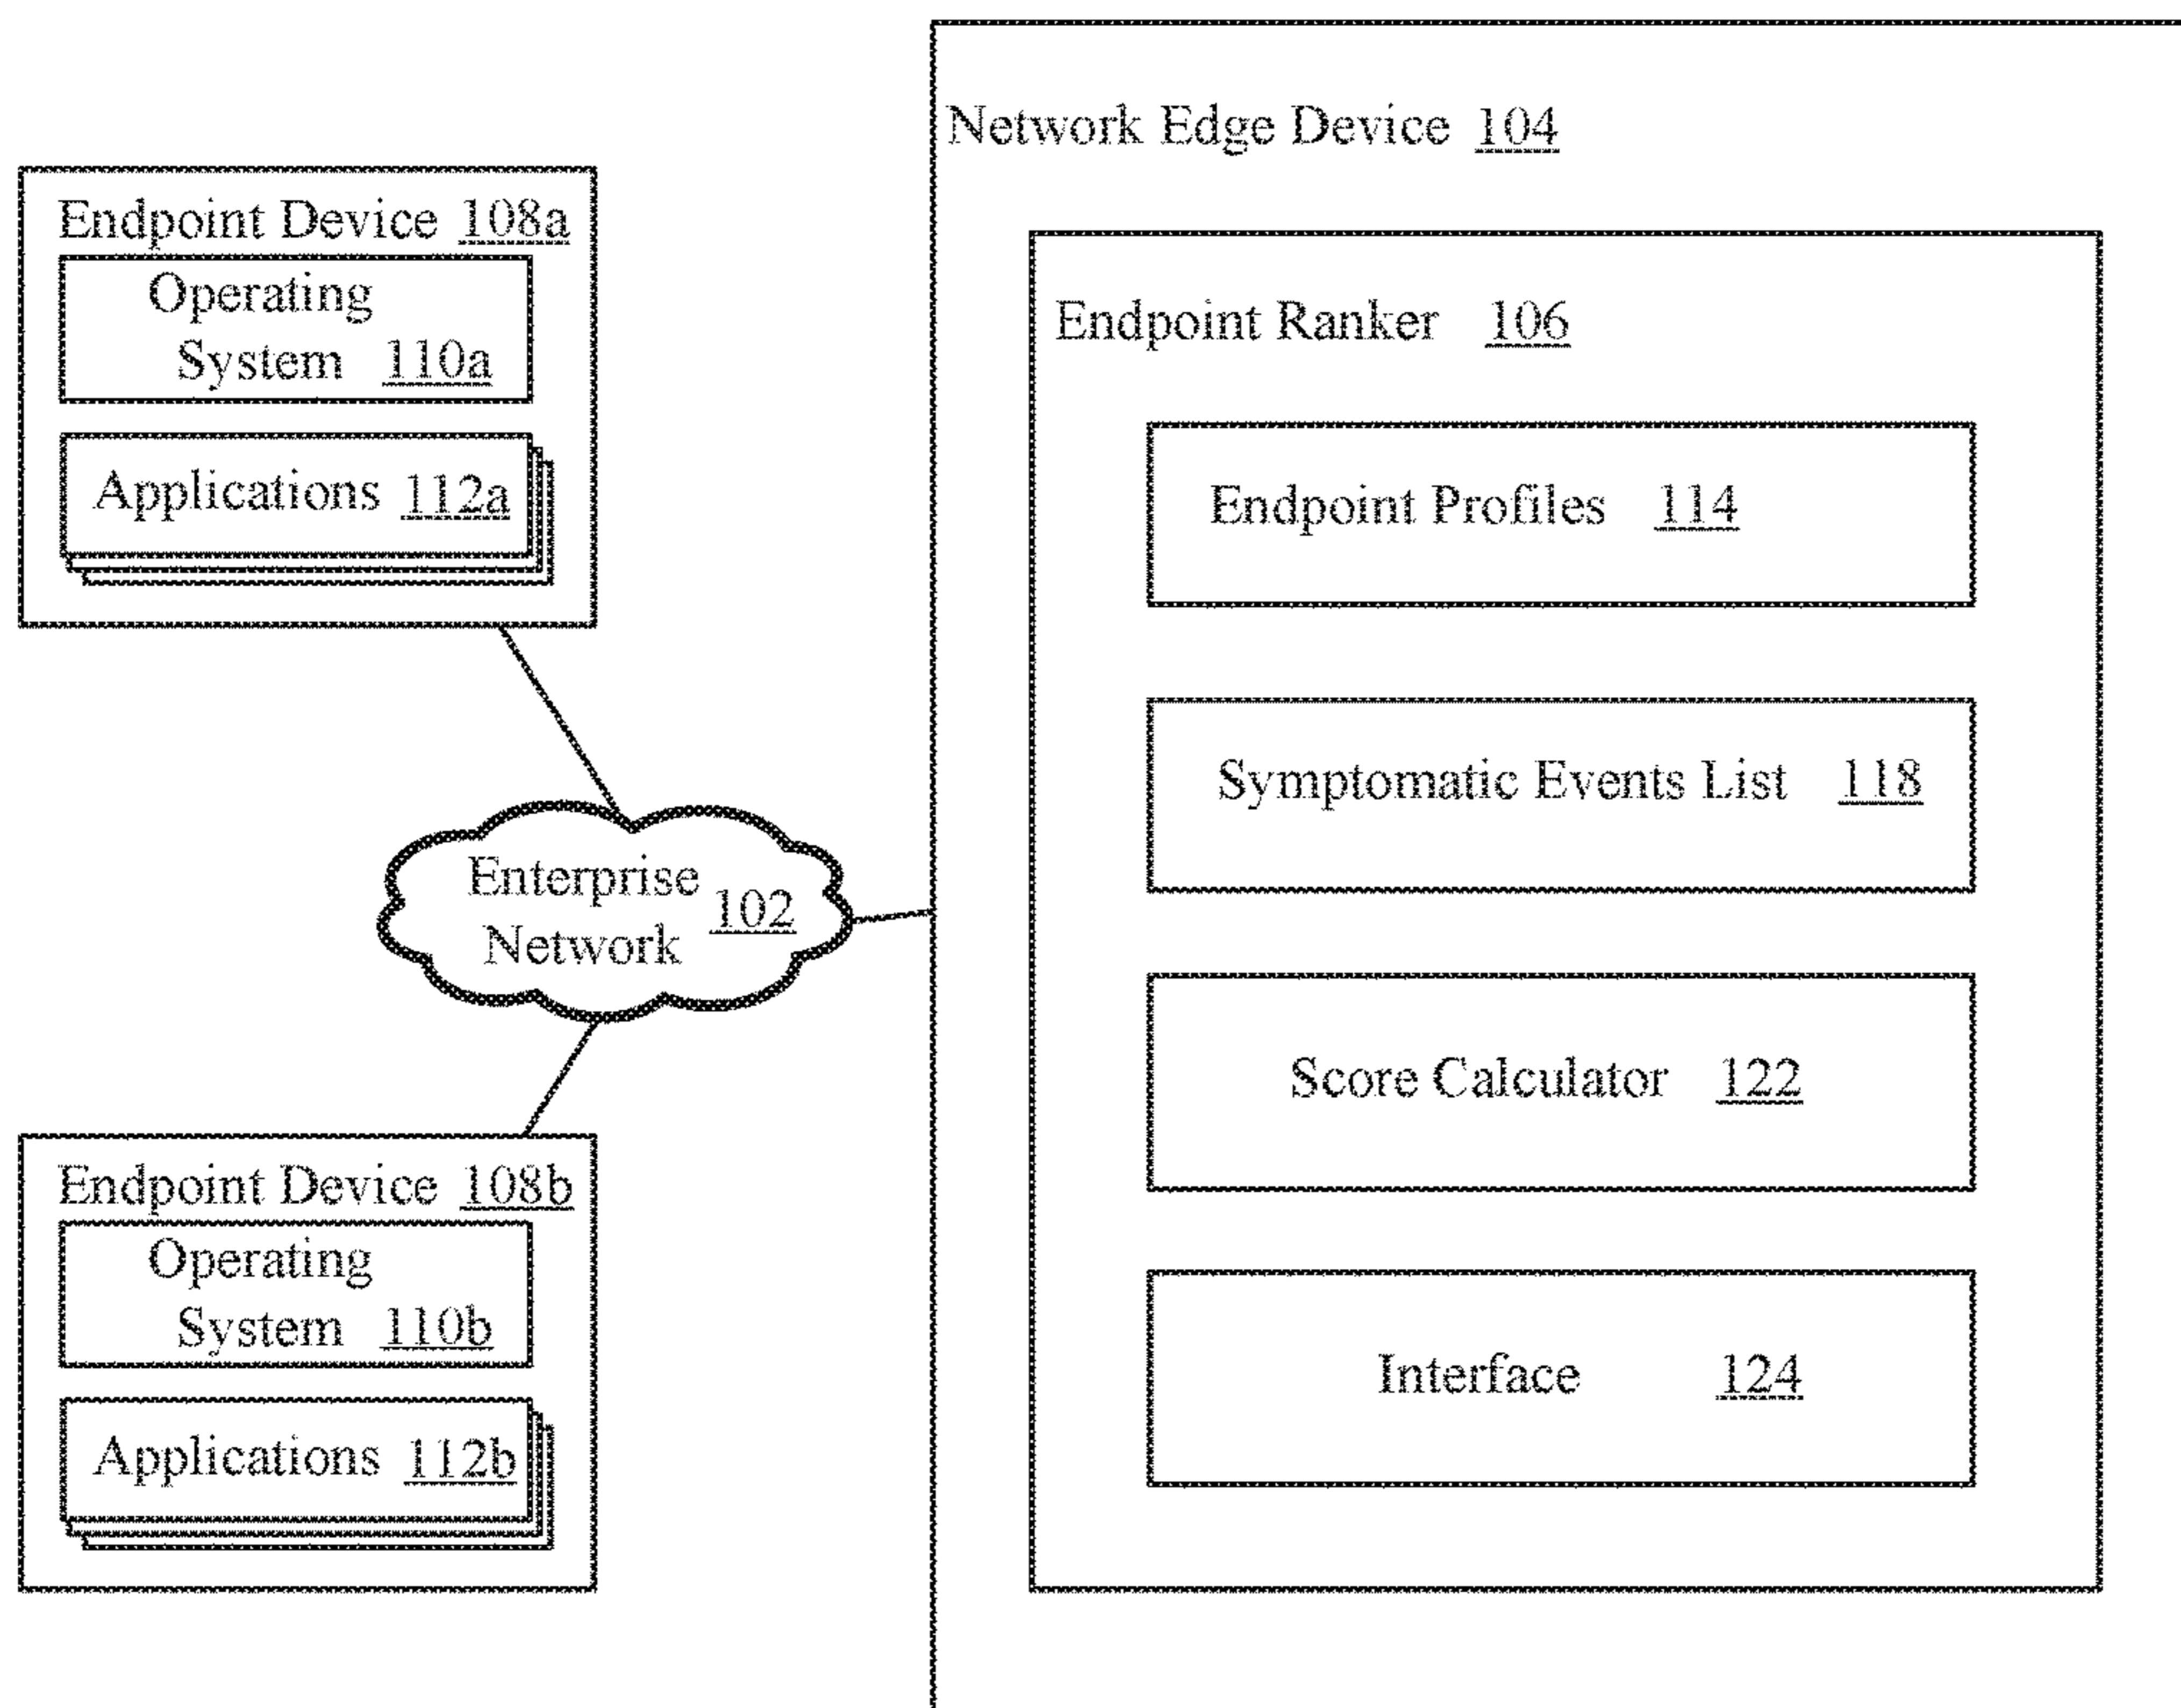 Endpoint Device 108a
Operating
System 110a
Applications 112a
Enterprise
Network 102
Endpoint Device 108b
Operating
System 110b
Applications 112b
Network Edge Device 104
Endpoint Ranker 106
Endpoint Profiles 114
Symptomatic Events List 118
Score Calculator 122
Interface 124